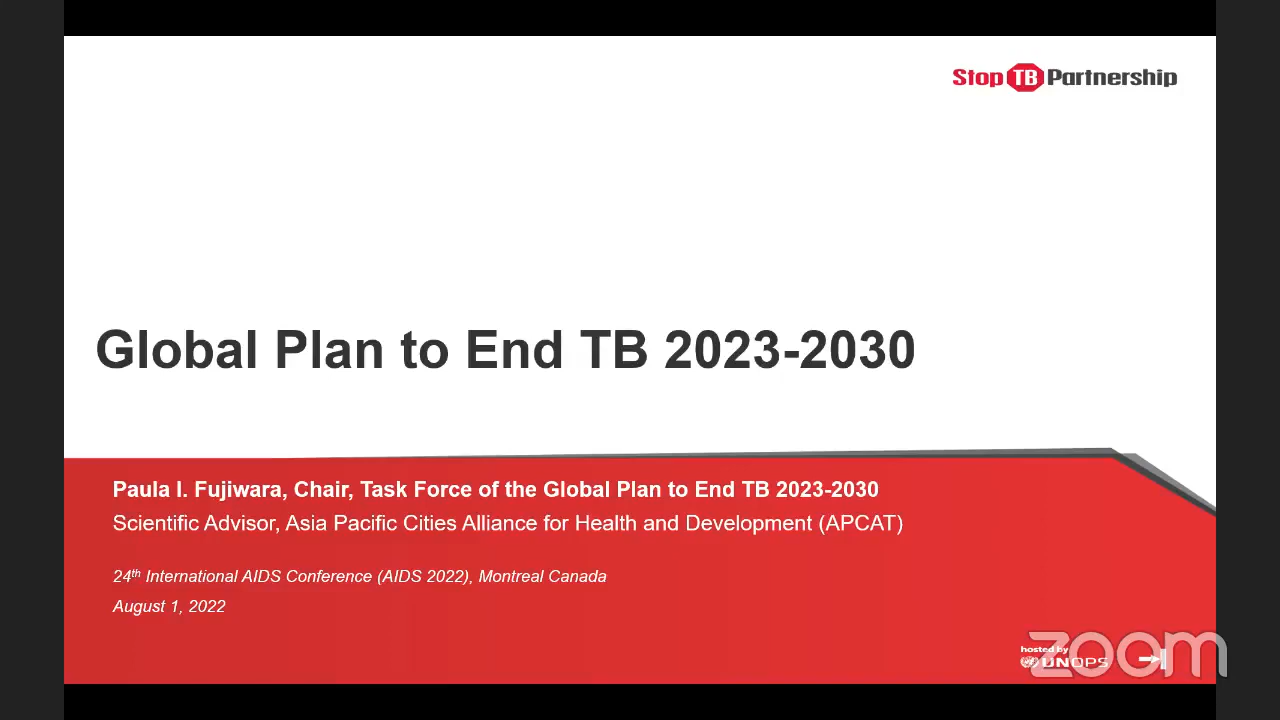 Stop TB Partnership
Global Plan to End TB 2023-2030
Paula I. Fujiwara, Chair, Task Force of the Global Plan to End TB 2023-2030
Scientific Advisor, Asia Pacific Cities Alliance for Health and Development (APCAT)
24th International AIDS Conference (AIDS 2022), Montreal Canada
August 1, 2022
hosted by
UNOPS
zoom